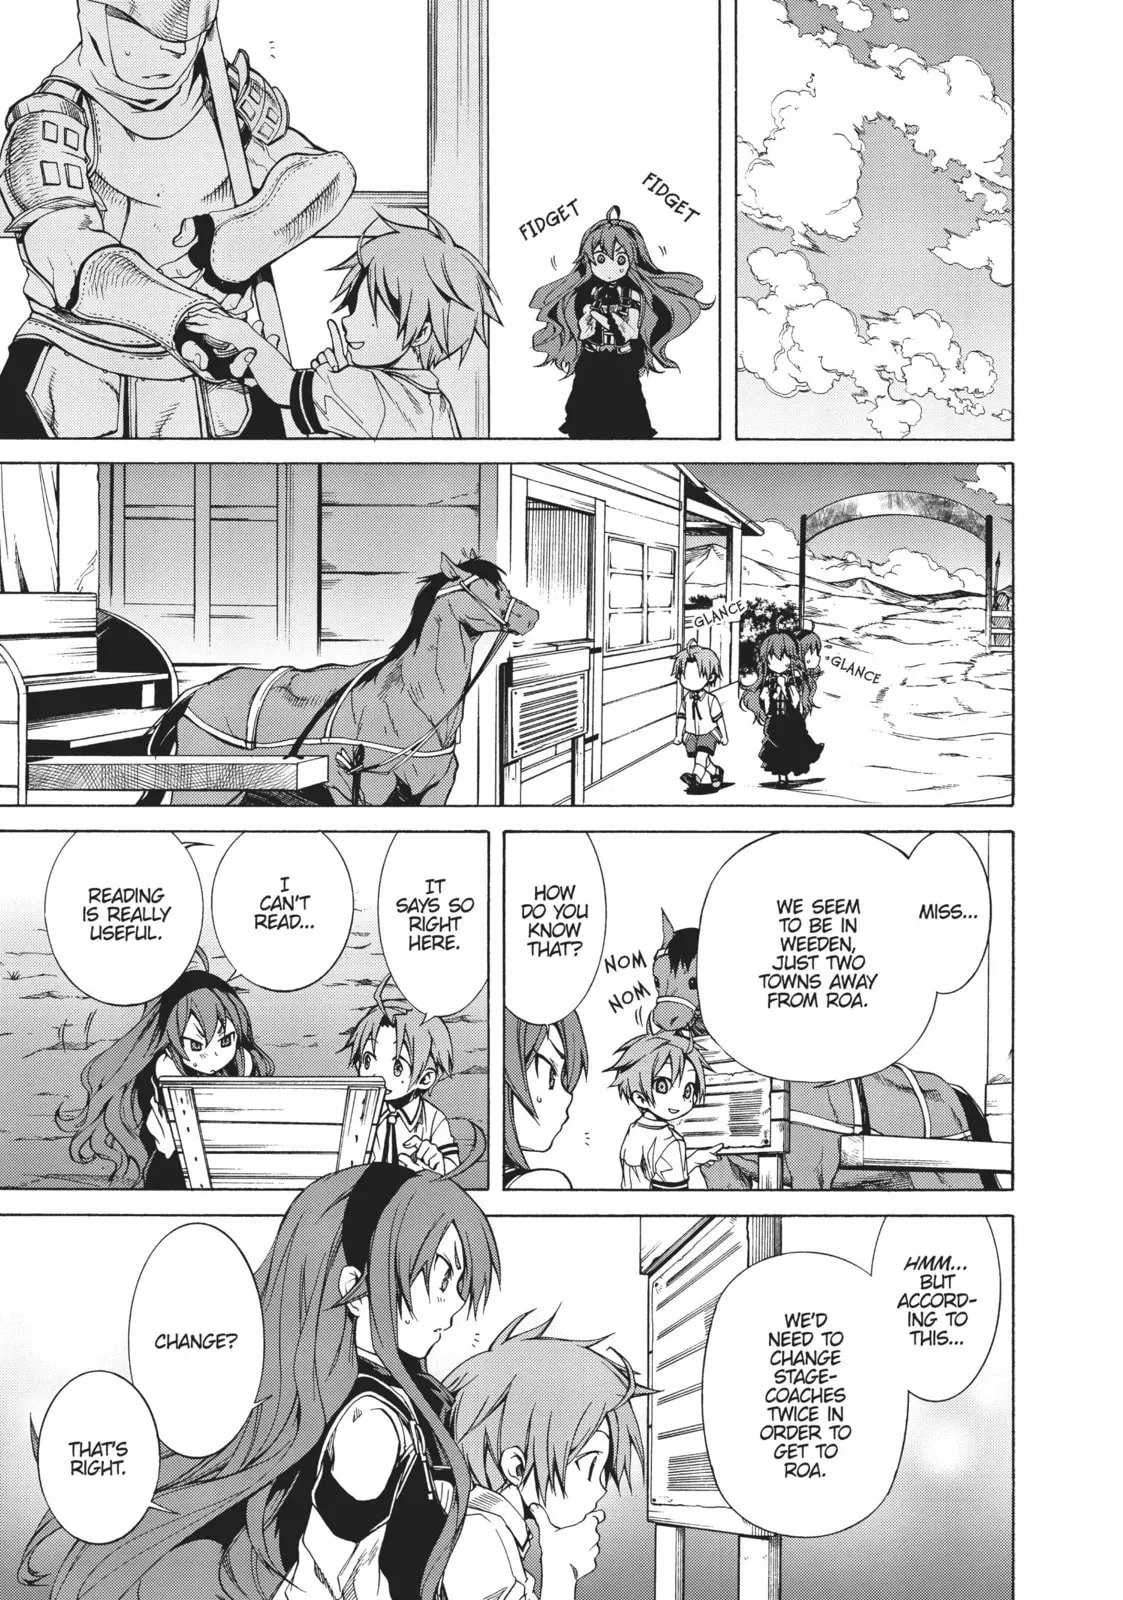 FIDGET
FIDGET
GLANCE
GLANCE
MISS...
WE SEEM
TO BE IN
WEEDEN,
JUST TWO
TOWNS AWAY
FROM ROA.
NOM
NOM
HOW
DO YOU
KNOW
THAT?
IT
SAYS SO
RIGHT
HERE.
I
CAN'T
READ...
READING
IS REALLY
USEFUL.
HMM...
BUT
ACCORD-
ING TO
THIS...
WE'D
NEED TO
CHANGE
STAGE-
COACHES
TWICE IN
ORDER TO
GET TO
ROA.
CHANGE?
THAT'S
RIGHT.